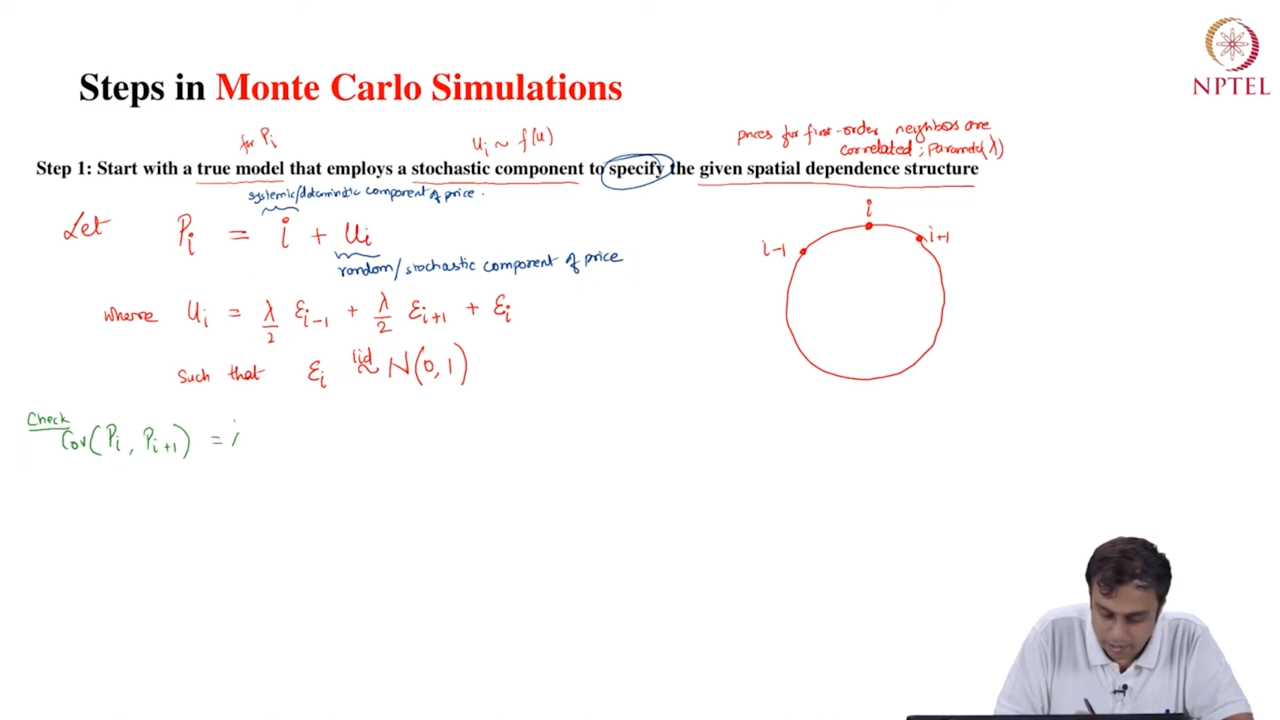 NPTEL
Steps in Monte Carlo Simulations
for Pi
ui ~ f(u)
prices for first-order neighbors are
correlated; parameter(λ)
Step 1: Start with a true model that employs a stochastic component to specify the given spatial dependence structure
systemic/deterministic component of price.
Let Pi = i + Ui
random/stochastic component of price
i
i-1
i+1
where Ui = λ/2 εi-1 + λ/2 εi+1 + εi
Such that εi iid ~ N(0,1)
Check
Cov(Pi, Pi+1) =